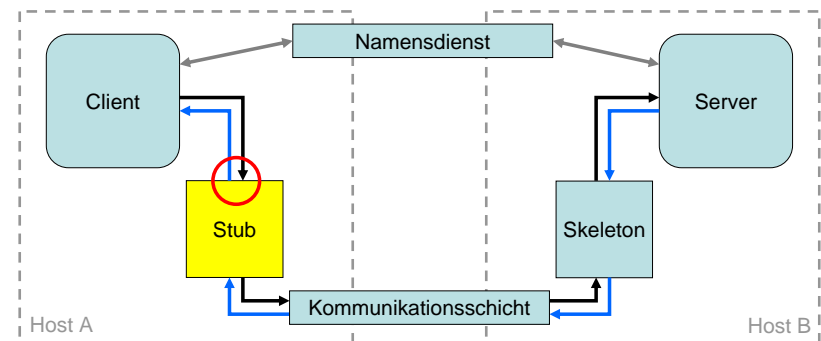 Namensdienst
Client
Server
Stub
Skeleton
Kommunikationsschicht
Host A
Host B